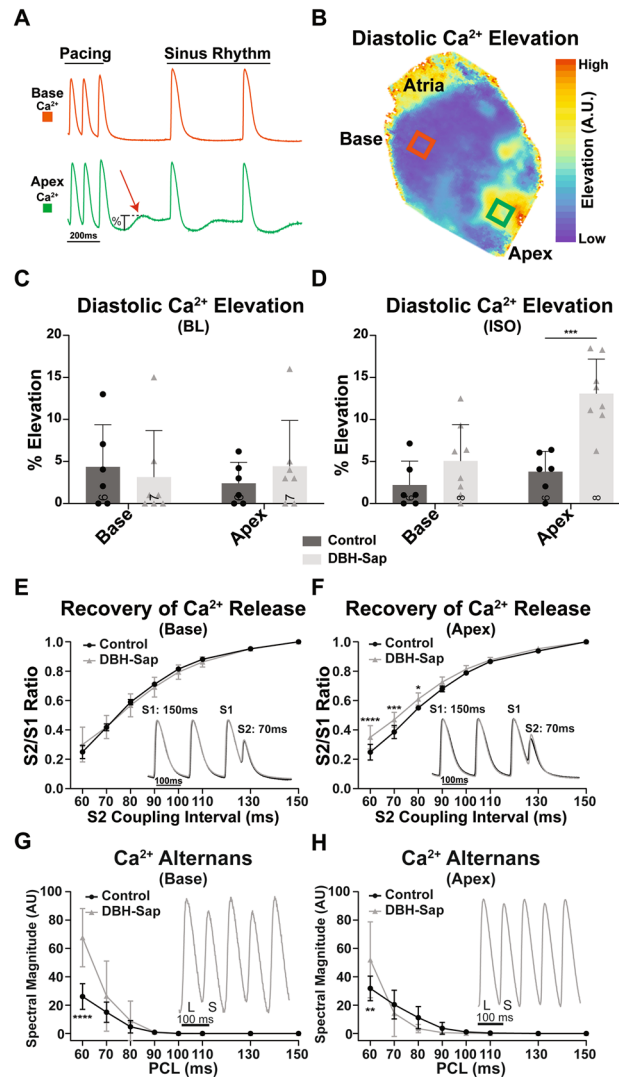 A
Pacing
Sinus Rhythm
Base
Ca²⁺
Apex
Ca²⁺
%
200ms
B
Diastolic Ca²⁺ Elevation
Atria
Base
Apex
High
Elevation (A.U.)
Low
C
Diastolic Ca²⁺ Elevation
(BL)
% Elevation
20
15
10
5
0
6
7
6
7
Base
Apex
D
Diastolic Ca²⁺ Elevation
(ISO)
% Elevation
20
15
10
5
0
***
6
8
6
8
Base
Apex
Control
DBH-Sap
E
Recovery of Ca²⁺ Release
(Base)
Control
DBH-Sap
S2/S1 Ratio
1.0
0.8
0.6
0.4
0.2
0.0
S1: 150ms
S1
S2: 70ms
100ms
60 70 80 90 100 110 130 150
S2 Coupling Interval (ms)
F
Recovery of Ca²⁺ Release
(Apex)
Control
DBH-Sap
S2/S1 Ratio
1.0
0.8
0.6
0.4
0.2
0.0
****
***
*
S1: 150ms
S1
S2: 70ms
100ms
60 70 80 90 100 110 130 150
S2 Coupling Interval (ms)
G
Ca²⁺ Alternans
(Base)
Control
DBH-Sap
Spectral Magnitude (AU)
100
80
60
40
20
0
****
L S
100 ms
60 70 80 90 100 110 130 150
PCL (ms)
H
Ca²⁺ Alternans
(Apex)
Control
DBH-Sap
Spectral Magnitude (AU)
100
80
60
40
20
0
**
L S
100 ms
60 70 80 90 100 110 130 150
PCL (ms)